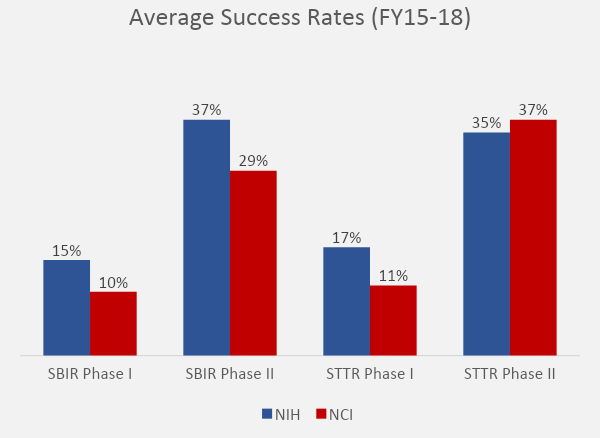 Average Success Rates (FY15-18)
15%
10%
37%
29%
17%
11%
35%
37%
SBIR Phase I
SBIR Phase II
STTR Phase I
STTR Phase II
NIH
NCI